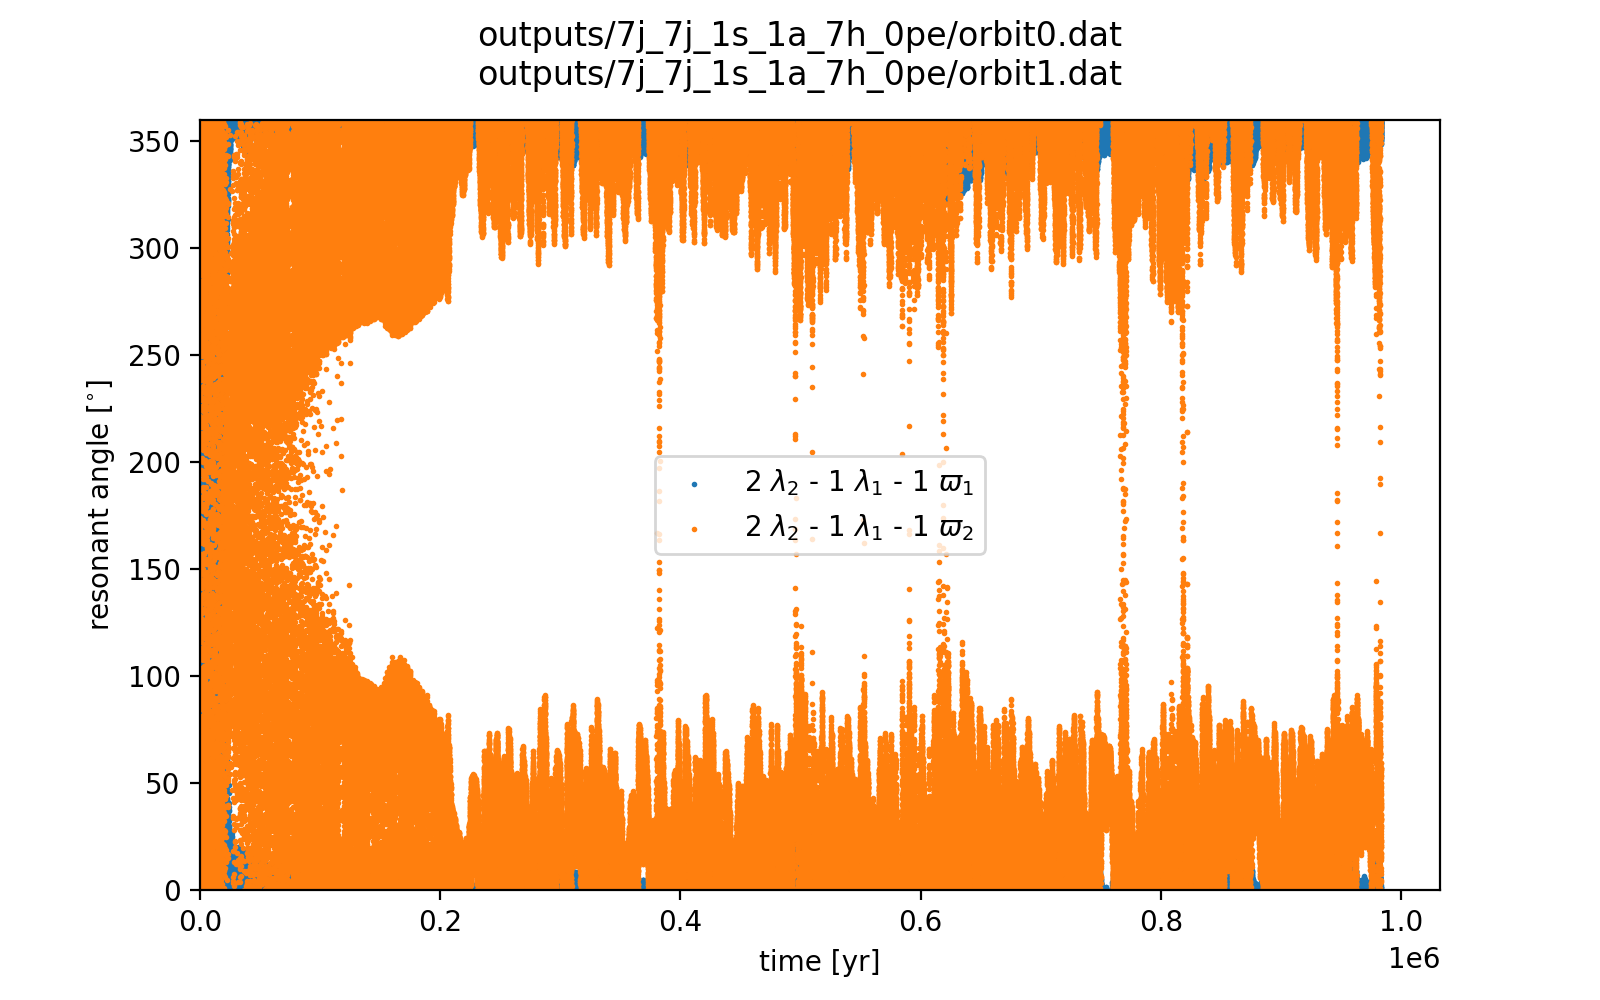 outputs/7j_7j_1s_1a_7h_0pe/orbit0.dat
outputs/7j_7j_1s_1a_7h_0pe/orbit1.dat
resonant angle [°]
350
300
250
200
150
100
50
0
2 λ₂ - 1 λ₁ - 1 ϖ₁
2 λ₂ - 1 λ₁ - 1 ϖ₂
0.0 0.2 0.4 0.6 0.8 1.0
1e6
time [yr]